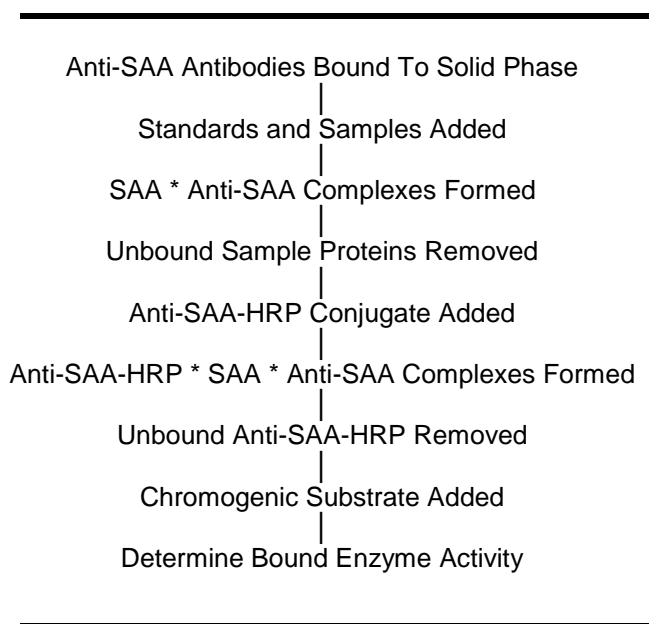 Anti-SAA Antibodies Bound To Solid Phase
Standards and Samples Added
SAA * Anti-SAA Complexes Formed
Unbound Sample Proteins Removed
Anti-SAA-HRP Conjugate Added
Anti-SAA-HRP * SAA * Anti-SAA Complexes Formed
Unbound Anti-SAA-HRP Removed
Chromogenic Substrate Added
Determine Bound Enzyme Activity